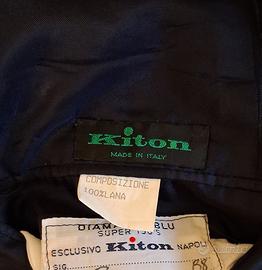 Kiton
MADE IN ITALY
COMPOSIZIONE
100%LANA
SUPER 150'S
ESCLUSIVO Kiton NAPOLI
SIG.